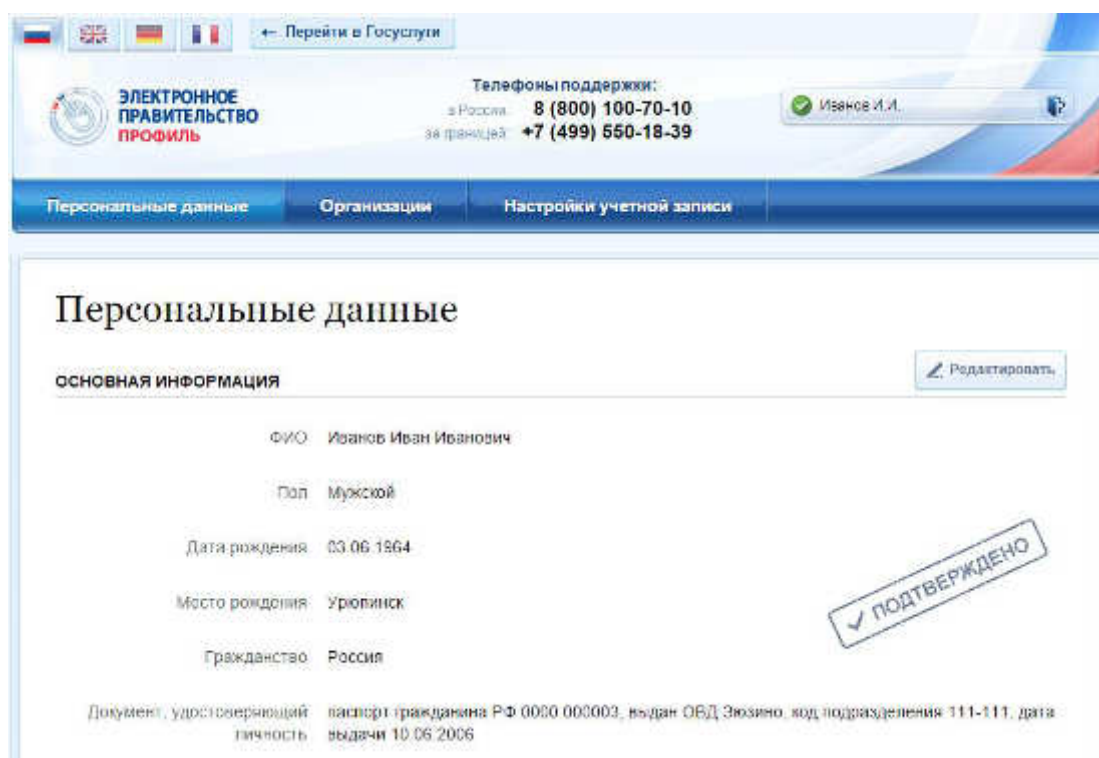 ← Перейти в Госуслуги
ЭЛЕКТРОННОЕ
ПРАВИТЕЛЬСТВО
ПРОФИЛЬ
Телефоны поддержки:
в России 8 (800) 100-70-10
за границей +7 (499) 550-18-39
Иванов И.И.
Персональные данные Организации Настройки учетной записи
Персональные данные
ОСНОВНАЯ ИНФОРМАЦИЯ
Редактировать
ФИО Иванов Иван Иванович
Пол Мужской
Дата рождения 03.06.1964
Место рождения Урюпинск
Гражданство Россия
ПОДТВЕРЖДЕНО
Документ, удостоверяющий личность паспорт гражданина РФ 0000 000003, выдан ОВД Зюзино, код подразделения 111-111, дата
выдачи 10.06.2006